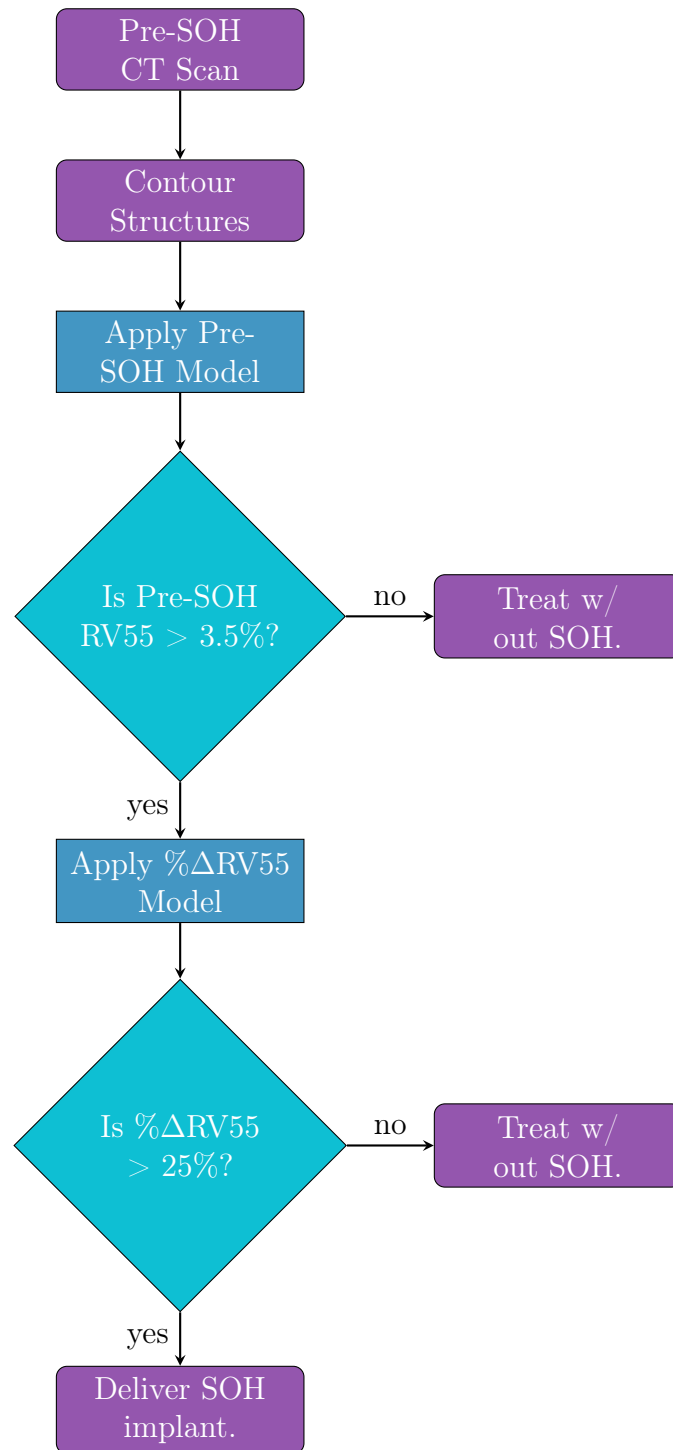 Pre-SOH
CT Scan
Contour
Structures
Apply Pre-
SOH Model
Is Pre-SOH
RV55 > 3.5%?
no
Treat w/
out SOH.
yes
Apply %ΔRV55
Model
Is %ΔRV55
> 25%?
no
Treat w/
out SOH.
yes
Deliver SOH
implant.